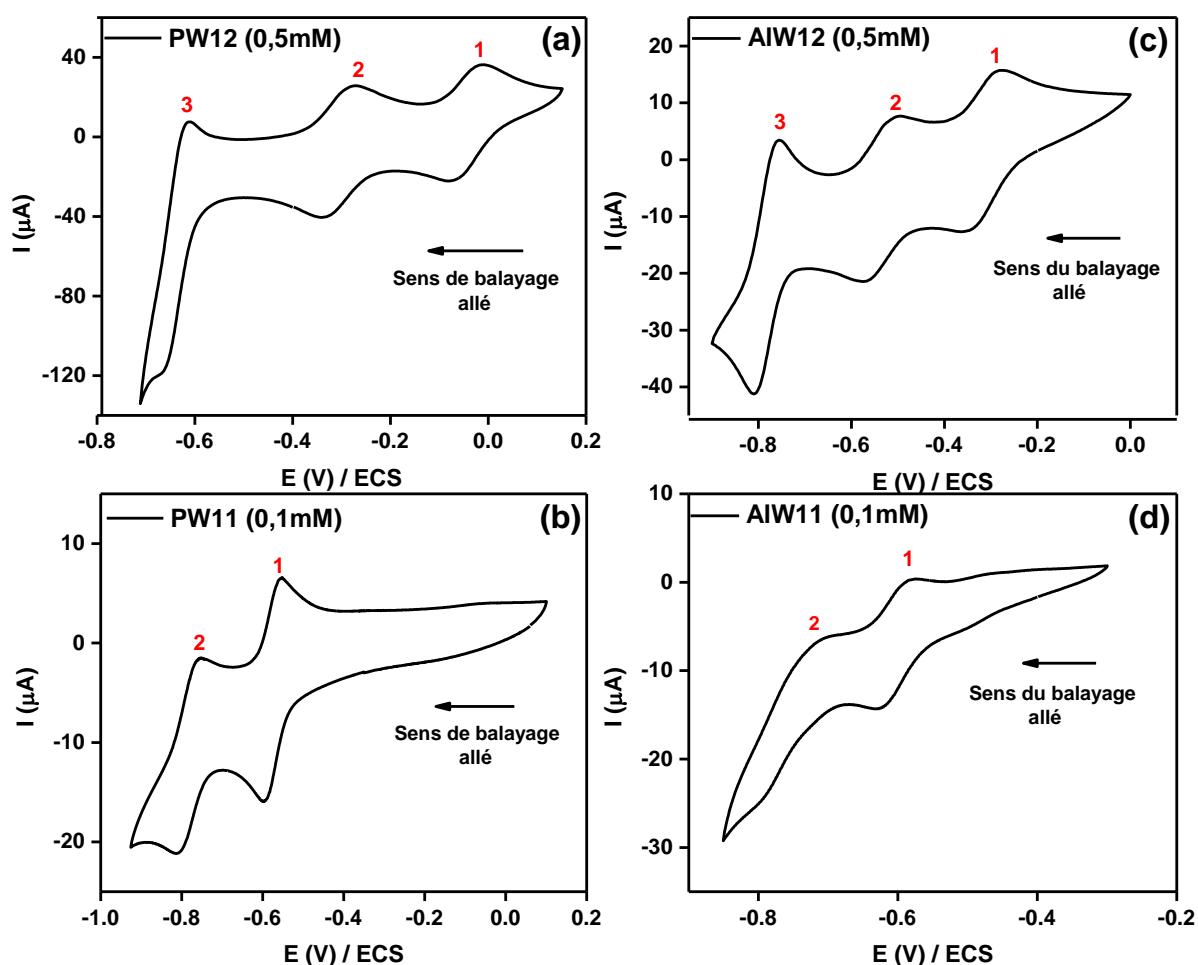 PW12 (0,5mM)
(a)
1
2
3
40
0
-40
-80
-120
I (µA)
Sens de balayage
allé
-0.8
-0.6
-0.4
-0.2
0.0
0.2
E (V) / ECS
AlW12 (0,5mM)
(c)
1
2
3
20
10
0
-10
-20
-30
-40
I (µA)
Sens du balayage
allé
-0.8
-0.6
-0.4
-0.2
0.0
E (V) / ECS
PW11 (0,1mM)
(b)
1
2
10
0
-10
-20
I (µA)
Sens de balayage
allé
-1.0
-0.8
-0.6
-0.4
-0.2
0.0
E (V) / ECS
AlW11 (0,1mM)
(d)
1
2
10
0
-10
-20
-30
I (µA)
Sens du balayage
allé
-0.8
-0.6
-0.4
-0.2
E (V) / ECS